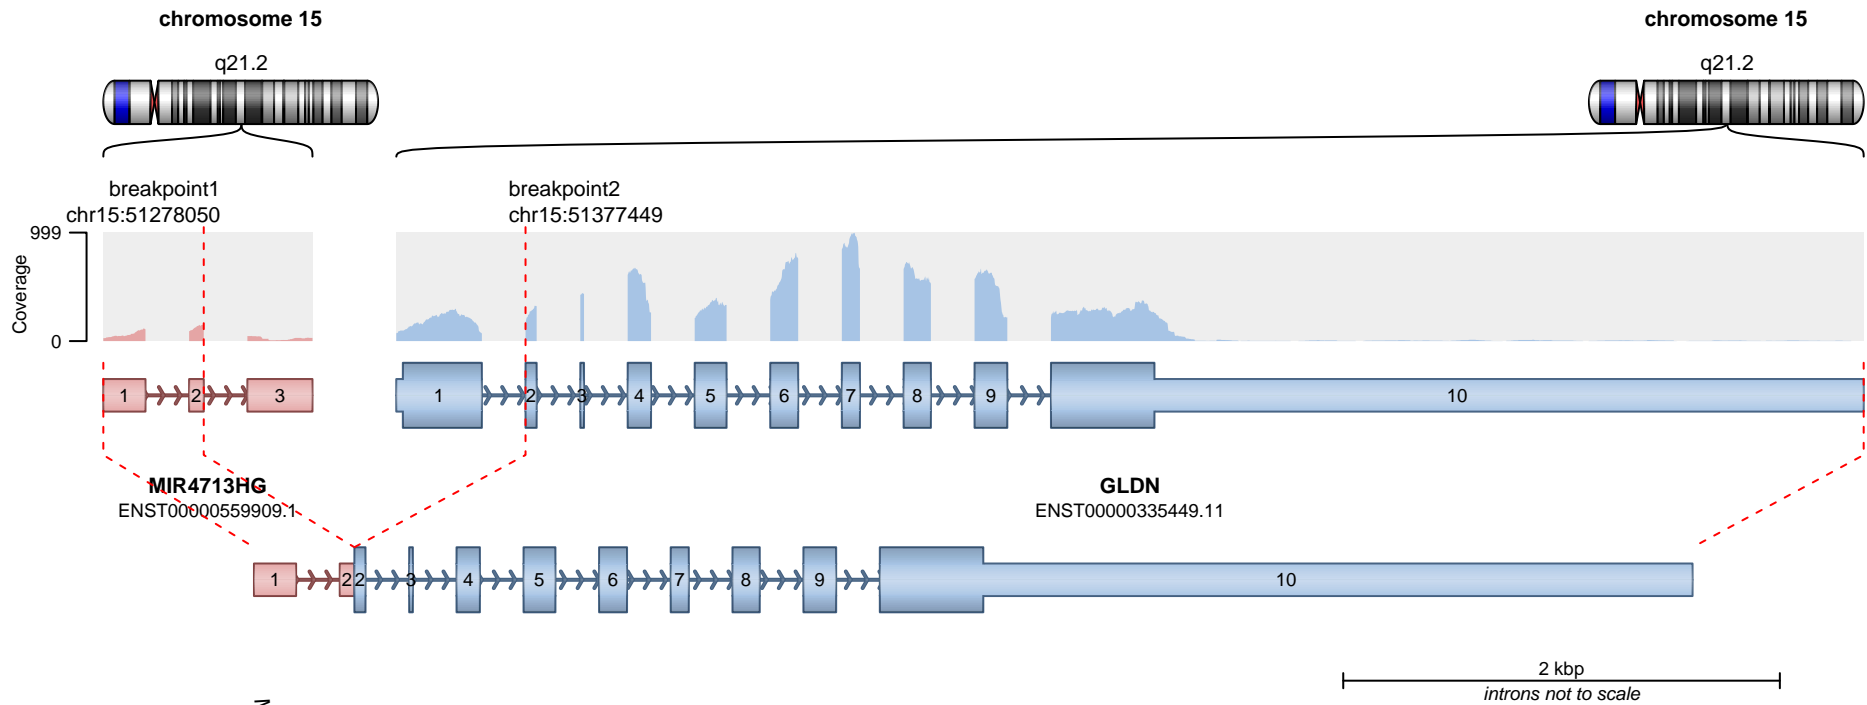 chromosome 15
chromosome 15
q21.2
q21.2
breakpoint1
chr15:51278050
breakpoint2
chr15:51377449
999
0
Coverage
1
2
3
1
2
3
4
5
6
7
8
9
10
MIR4713HG
ENST00000559909.1
GLDN
ENST00000335449.11
1
2
2
3
4
5
6
7
8
9
10
2 kbp
introns not to scale